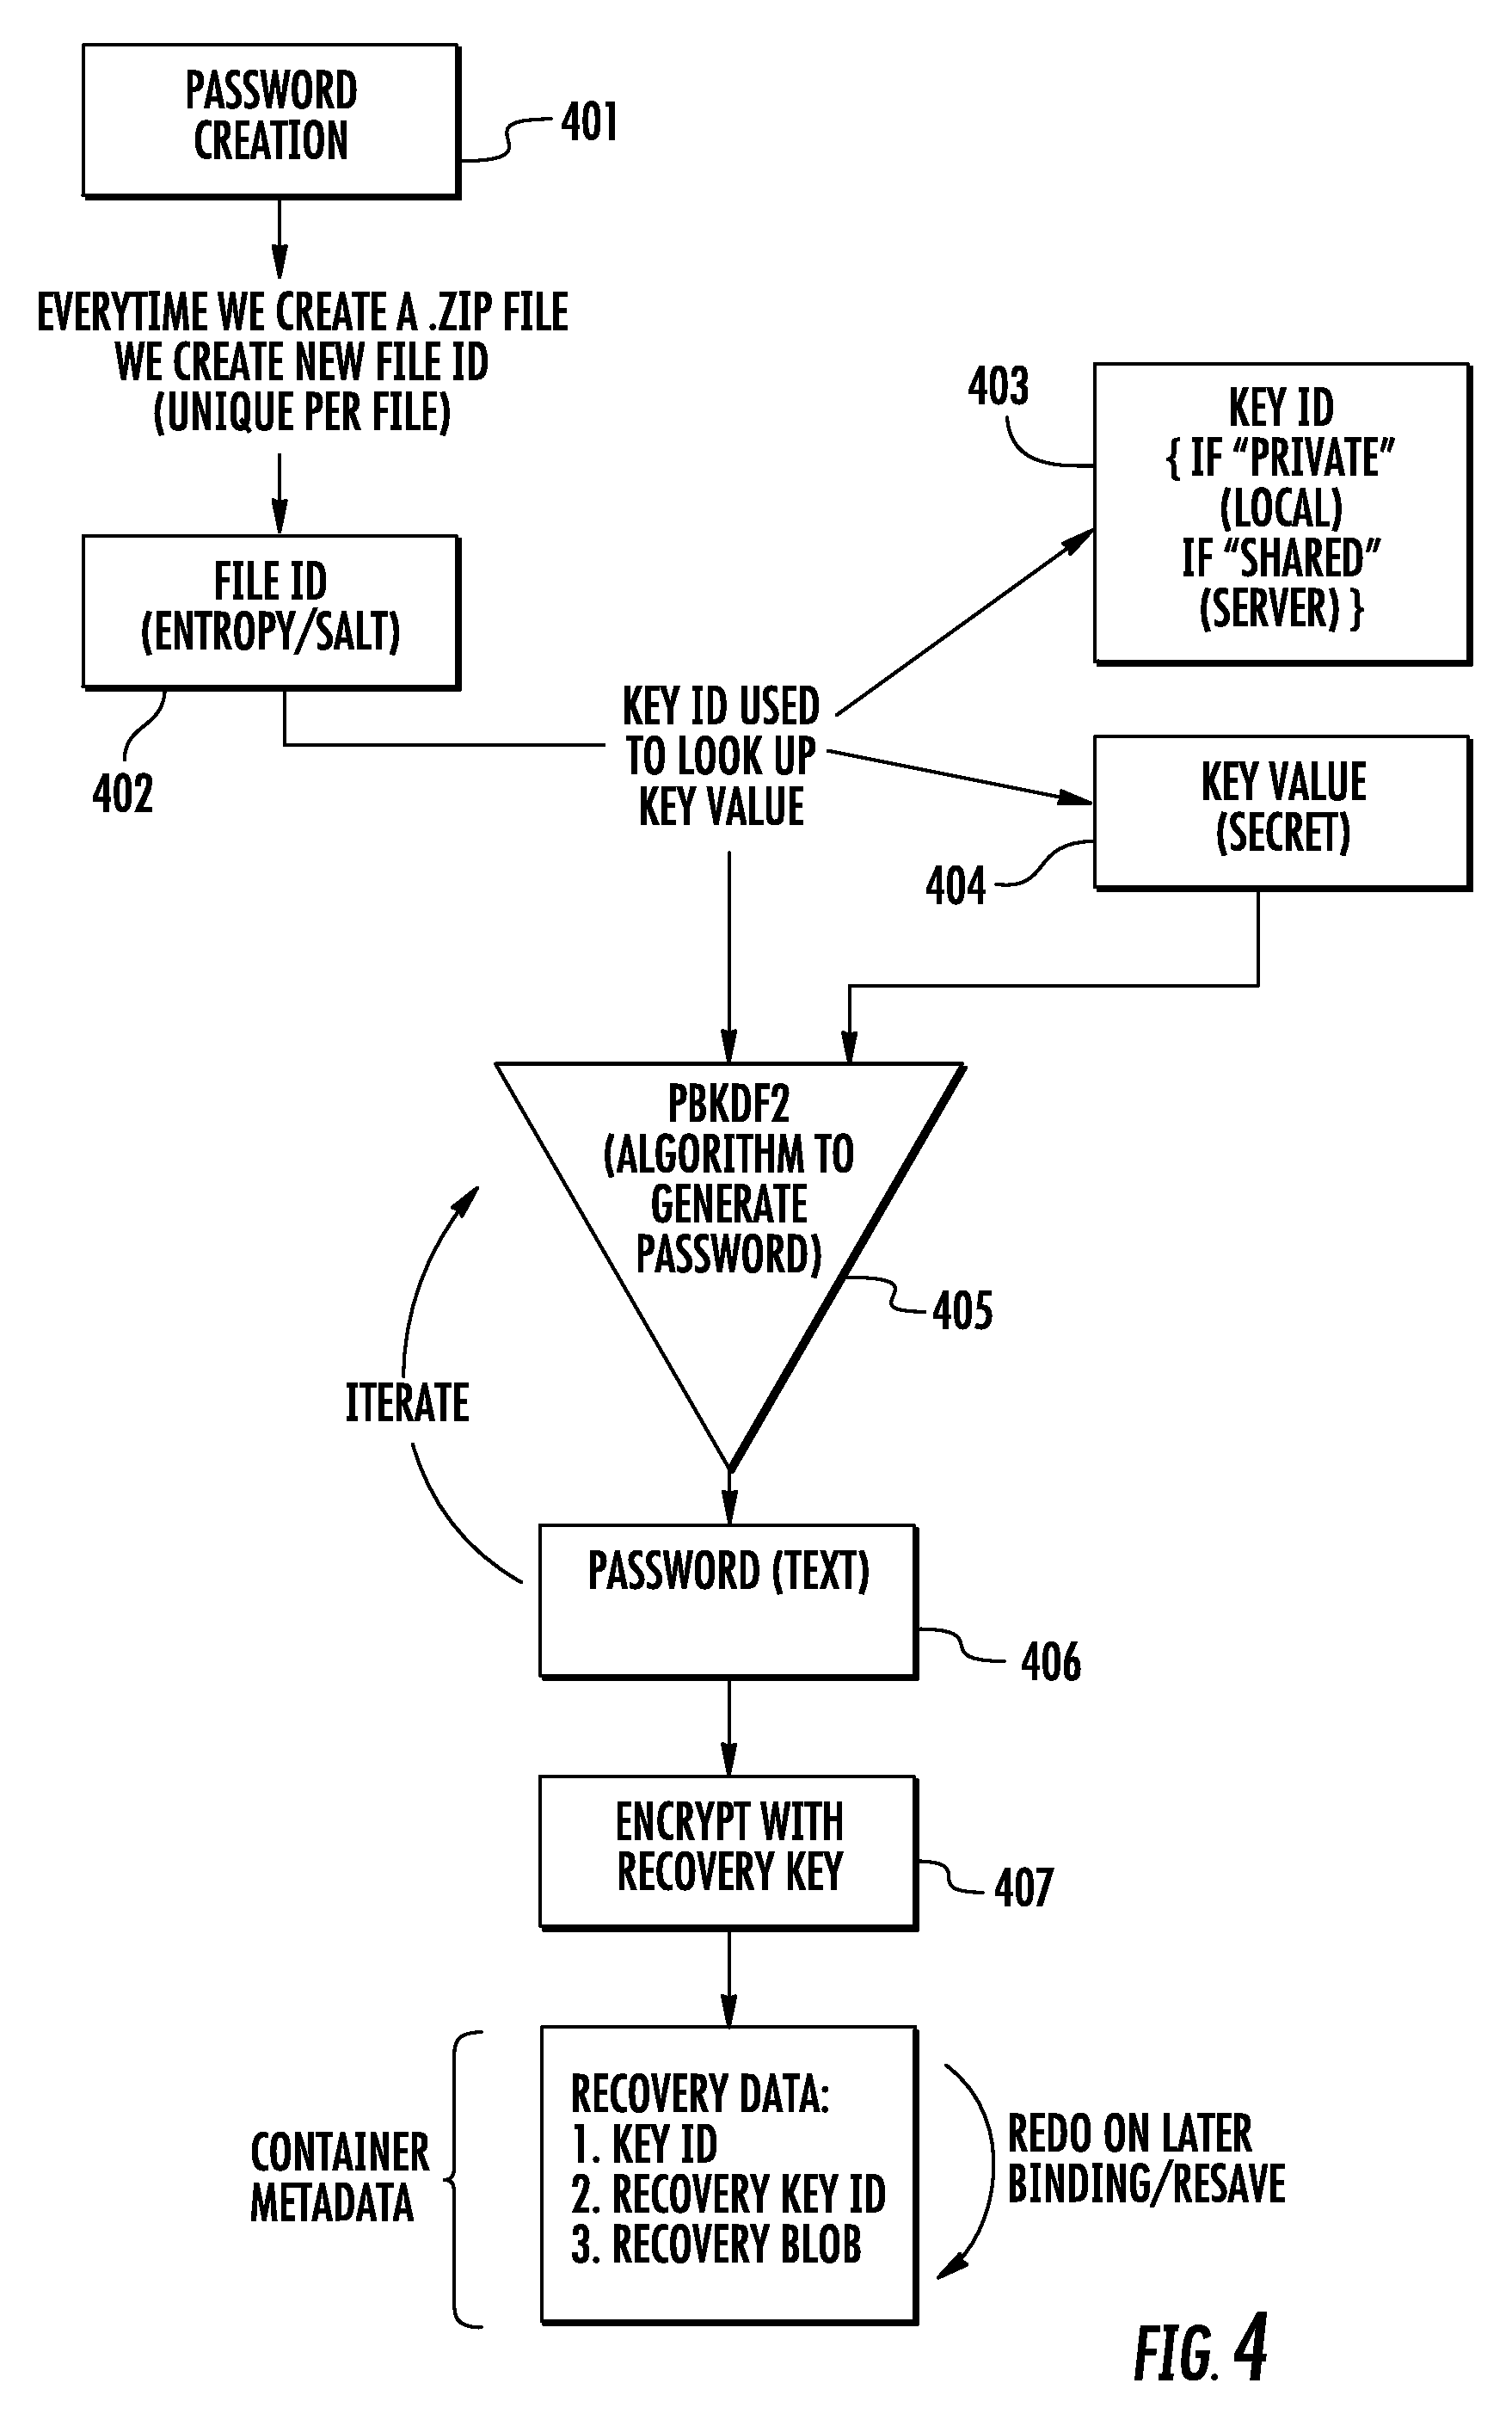 PASSWORD
CREATION
401
EVERYTIME WE CREATE A .ZIP FILE
WE CREATE NEW FILE ID
(UNIQUE PER FILE)
FILE ID
(ENTROPY/SALT)
402
403
KEY ID
{ IF “PRIVATE”
(LOCAL)
IF “SHARED”
(SERVER) }
KEY ID USED
TO LOOK UP
KEY VALUE
KEY VALUE
(SECRET)
404
PBKDF2
(ALGORITHM TO
GENERATE
PASSWORD)
405
ITERATE
PASSWORD (TEXT)
406
ENCRYPT WITH
RECOVERY KEY
407
CONTAINER
METADATA
RECOVERY DATA:
1. KEY ID
2. RECOVERY KEY ID
3. RECOVERY BLOB
REDO ON LATER
BINDING/RESAVE
FIG. 4